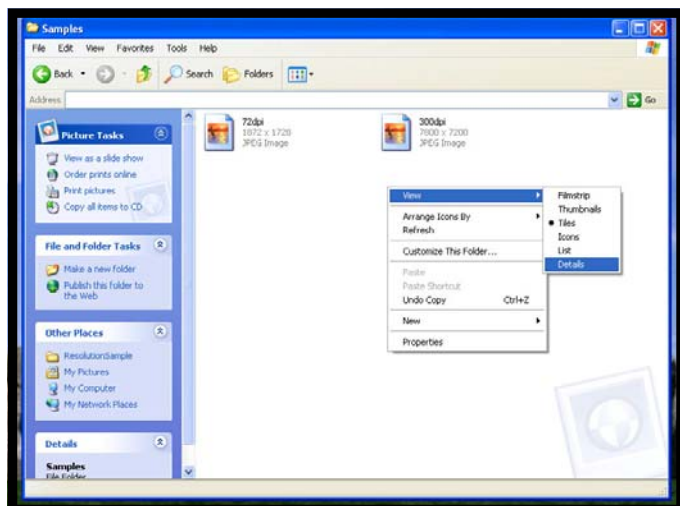 Samples
File Edit View Favorites Tools Help
Back Search Folders
Address Go
Picture Tasks
View as a slide show
Order prints online
Print pictures
Copy all items to CD
File and Folder Tasks
Make a new folder
Publish this folder to
the Web
Other Places
ResolutionSample
My Pictures
My Computer
My Network Places
Details
Samples
File Folder
72dpi
1872 x 1728
JPEG Image
300dpi
7800 x 7200
JPEG Image
View
Arrange Icons By
Refresh
Customize This Folder...
Paste
Paste Shortcut
Undo Copy Ctrl+Z
New
Properties
Filmstrip
Thumbnails
Tiles
Icons
List
Details